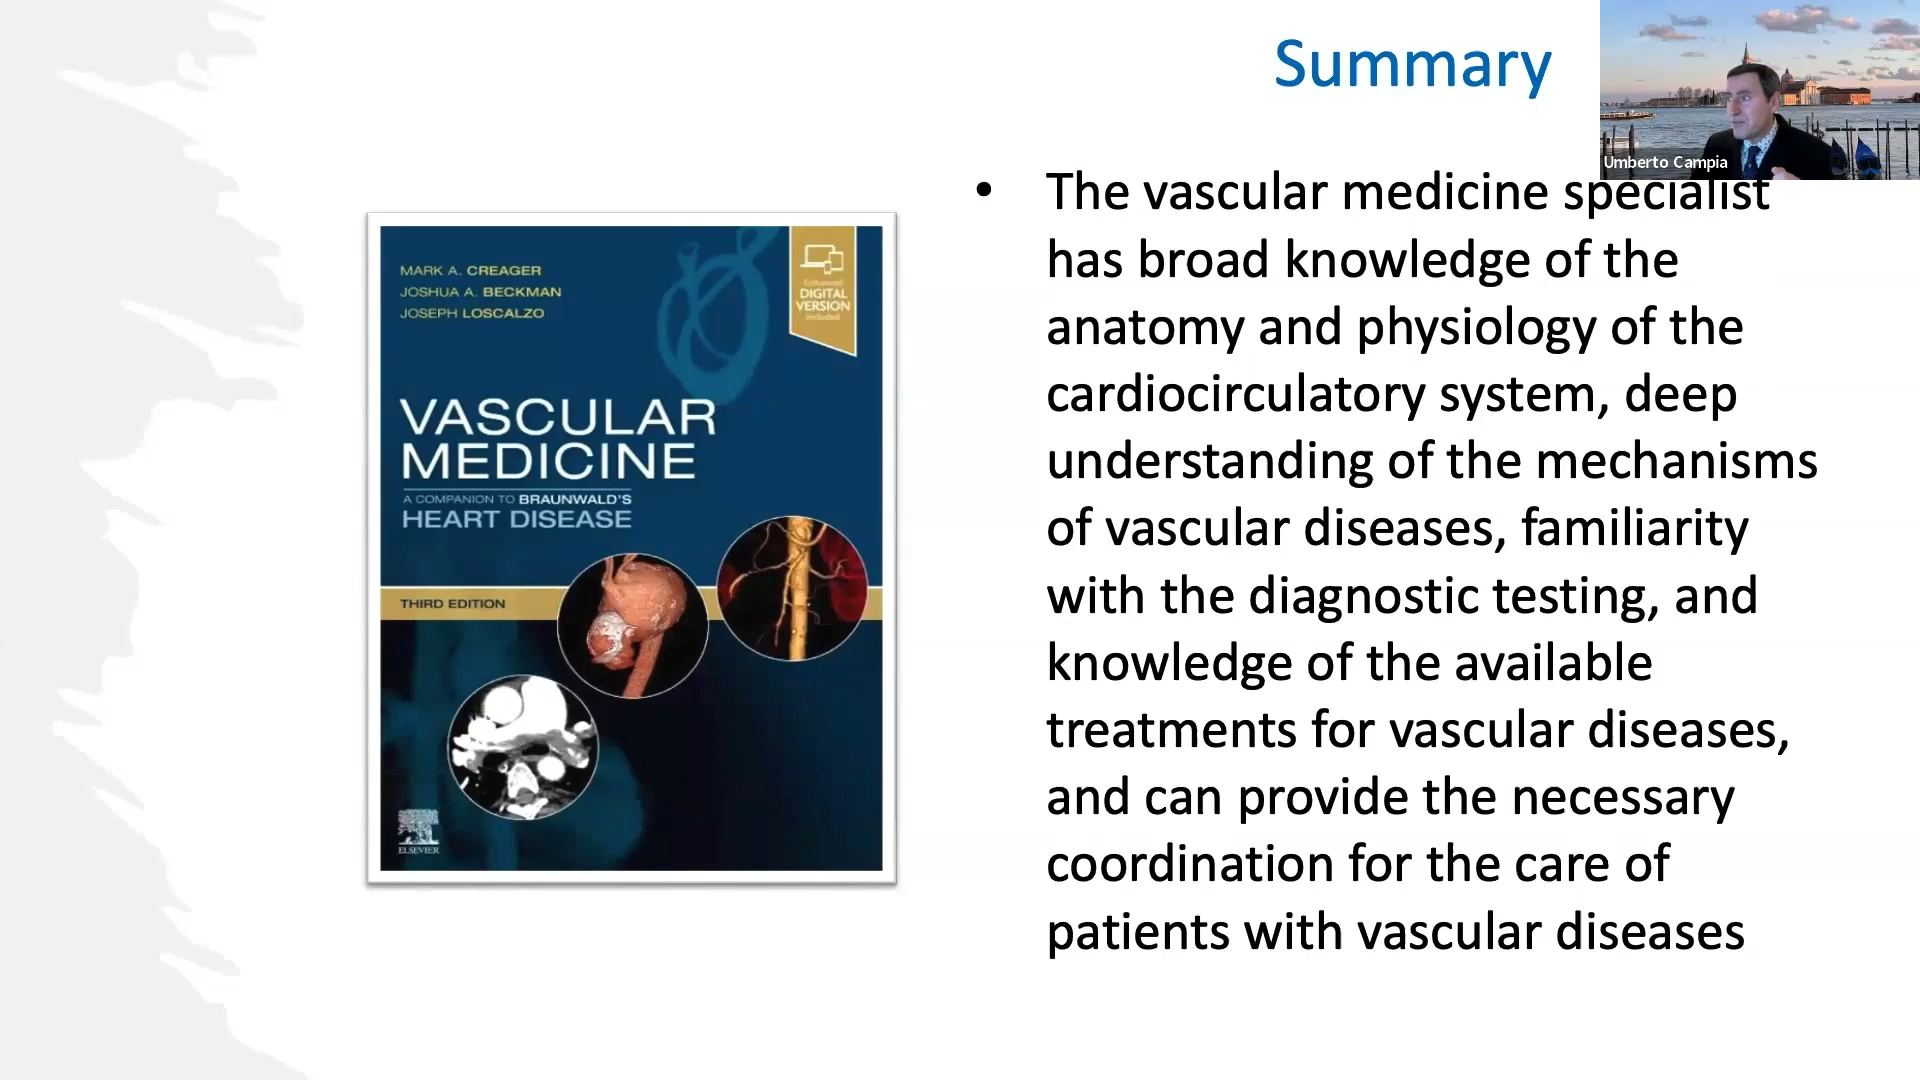 Summary
Umberto Campia
• The vascular medicine specialist
has broad knowledge of the
anatomy and physiology of the
cardiocirculatory system, deep
understanding of the mechanisms
of vascular diseases, familiarity
with the diagnostic testing, and
knowledge of the available
treatments for vascular diseases,
and can provide the necessary
coordination for the care of
patients with vascular diseases
MARK A. CREAGER
JOSHUA A. BECKMAN
JOSEPH LOSCALZO
Enhanced
DIGITAL
VERSION
Included
VASCULAR
MEDICINE
A COMPANION TO BRAUNWALD'S
HEART DISEASE
THIRD EDITION
ELSEVIER